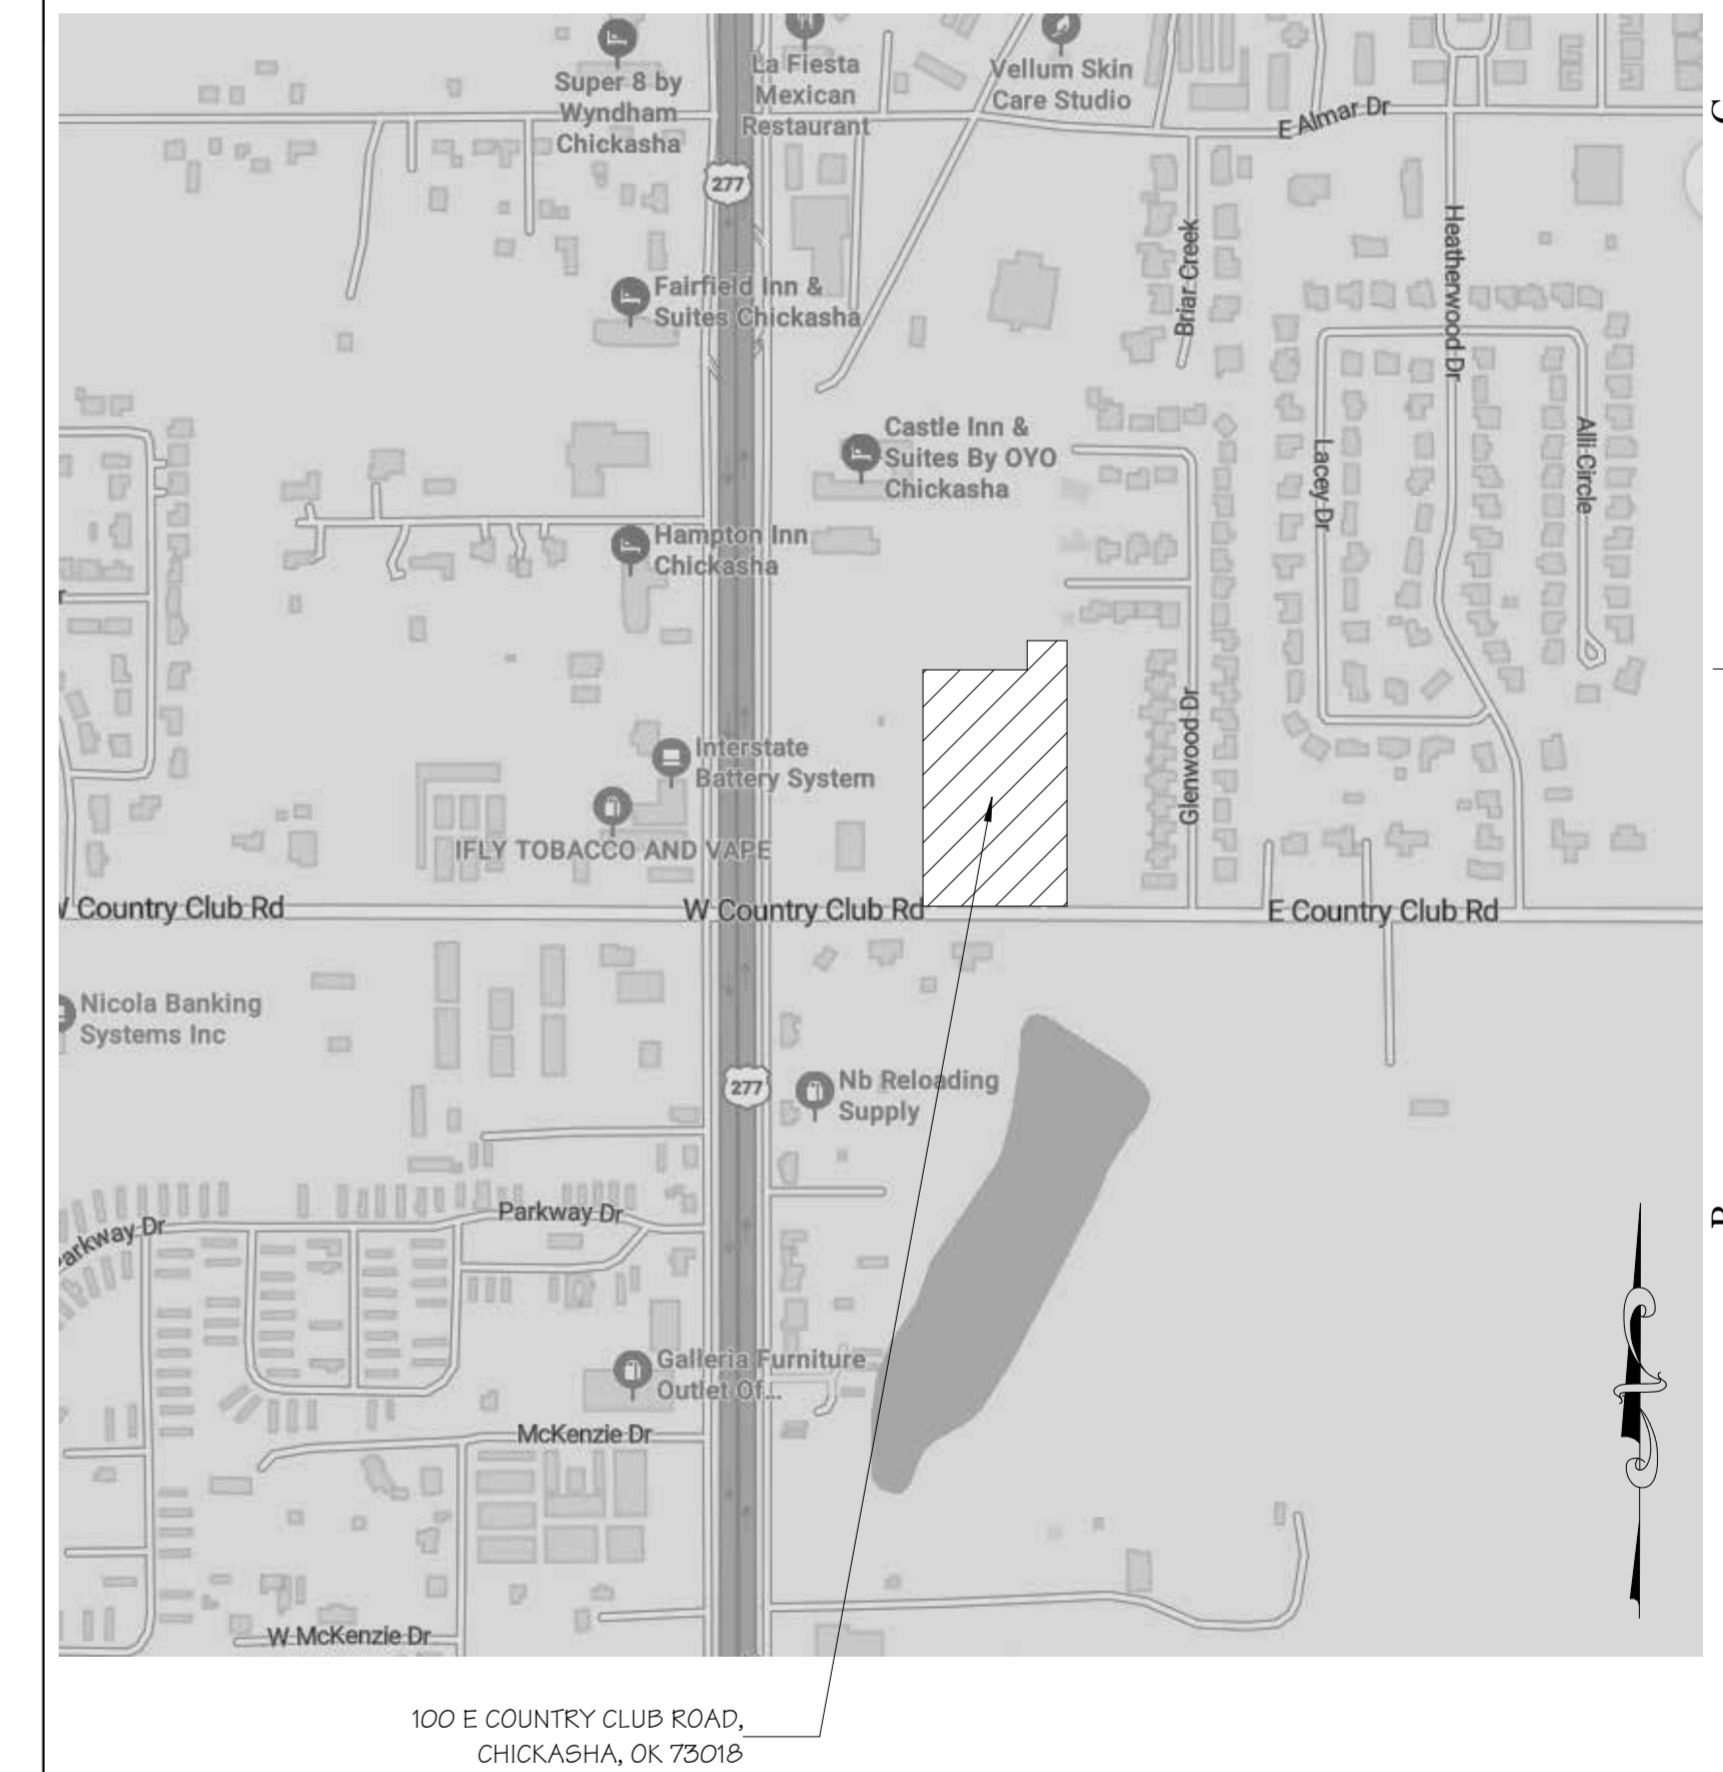 Super 8 by
Wyndham
Chickasha
La Fiesta
Mexican
Restaurant
Vellum Skin
Care Studio
E Almar Dr
277
Briar Creek
Heatherwood Dr
Fairfield Inn &
Suites Chickasha
Castle Inn &
Suites By OYO
Chickasha
Lacey Dr
Alli Circle
Hampton Inn
Chickasha
Interstate
Battery System
Glenwood Dr
IFLY TOBACCO AND VAPE
W Country Club Rd
W Country Club Rd
E Country Club Rd
Nicola Banking
Systems Inc
277
Nb Reloading
Supply
Parkway Dr
arkway Dr
Galleria Furniture
Outlet Of...
McKenzie Dr
W McKenzie Dr
100 E COUNTRY CLUB ROAD,
CHICKASHA, OK 73018